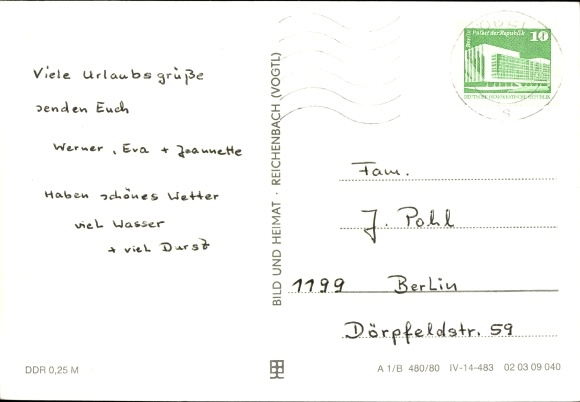 Viele Urlaubsgrüße
senden Euch
Werner, Eva + Jeannette
Haben schönes Wetter
viel Wasser
+ viel Durst
DDR 0,25 M
BILD UND HEIMAT · REICHENBACH (VOGTL)
Berlin Palast der Republik
10
DEUTSCHE DEMOKRATISCHE REPUBLIK
Fam.
J. Pohl
1199 Berlin
Dörpfeldstr. 59
A 1/B 480/80 IV-14-483 02 03 09 040